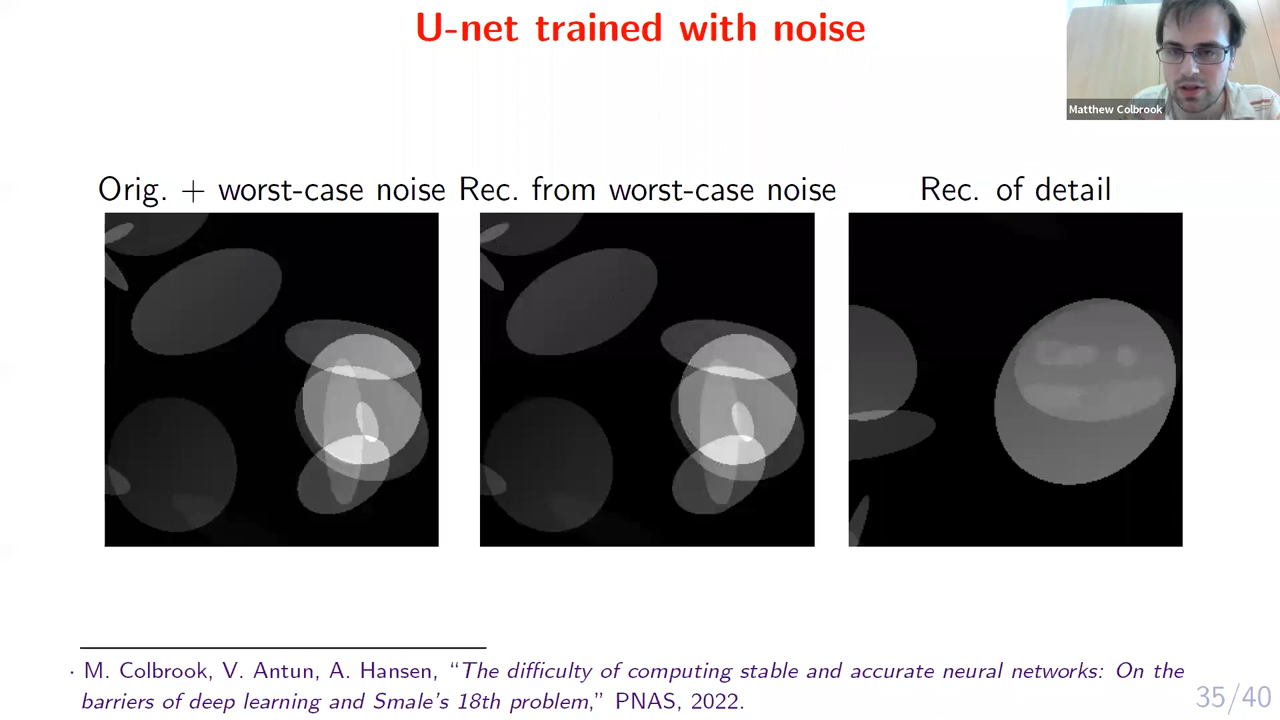 U-net trained with noise
Matthew Colbrook
Orig. + worst-case noise Rec. from worst-case noise Rec. of detail
· M. Colbrook, V. Antun, A. Hansen, “The difficulty of computing stable and accurate neural networks: On the
barriers of deep learning and Smale’s 18th problem,” PNAS, 2022.
35/40